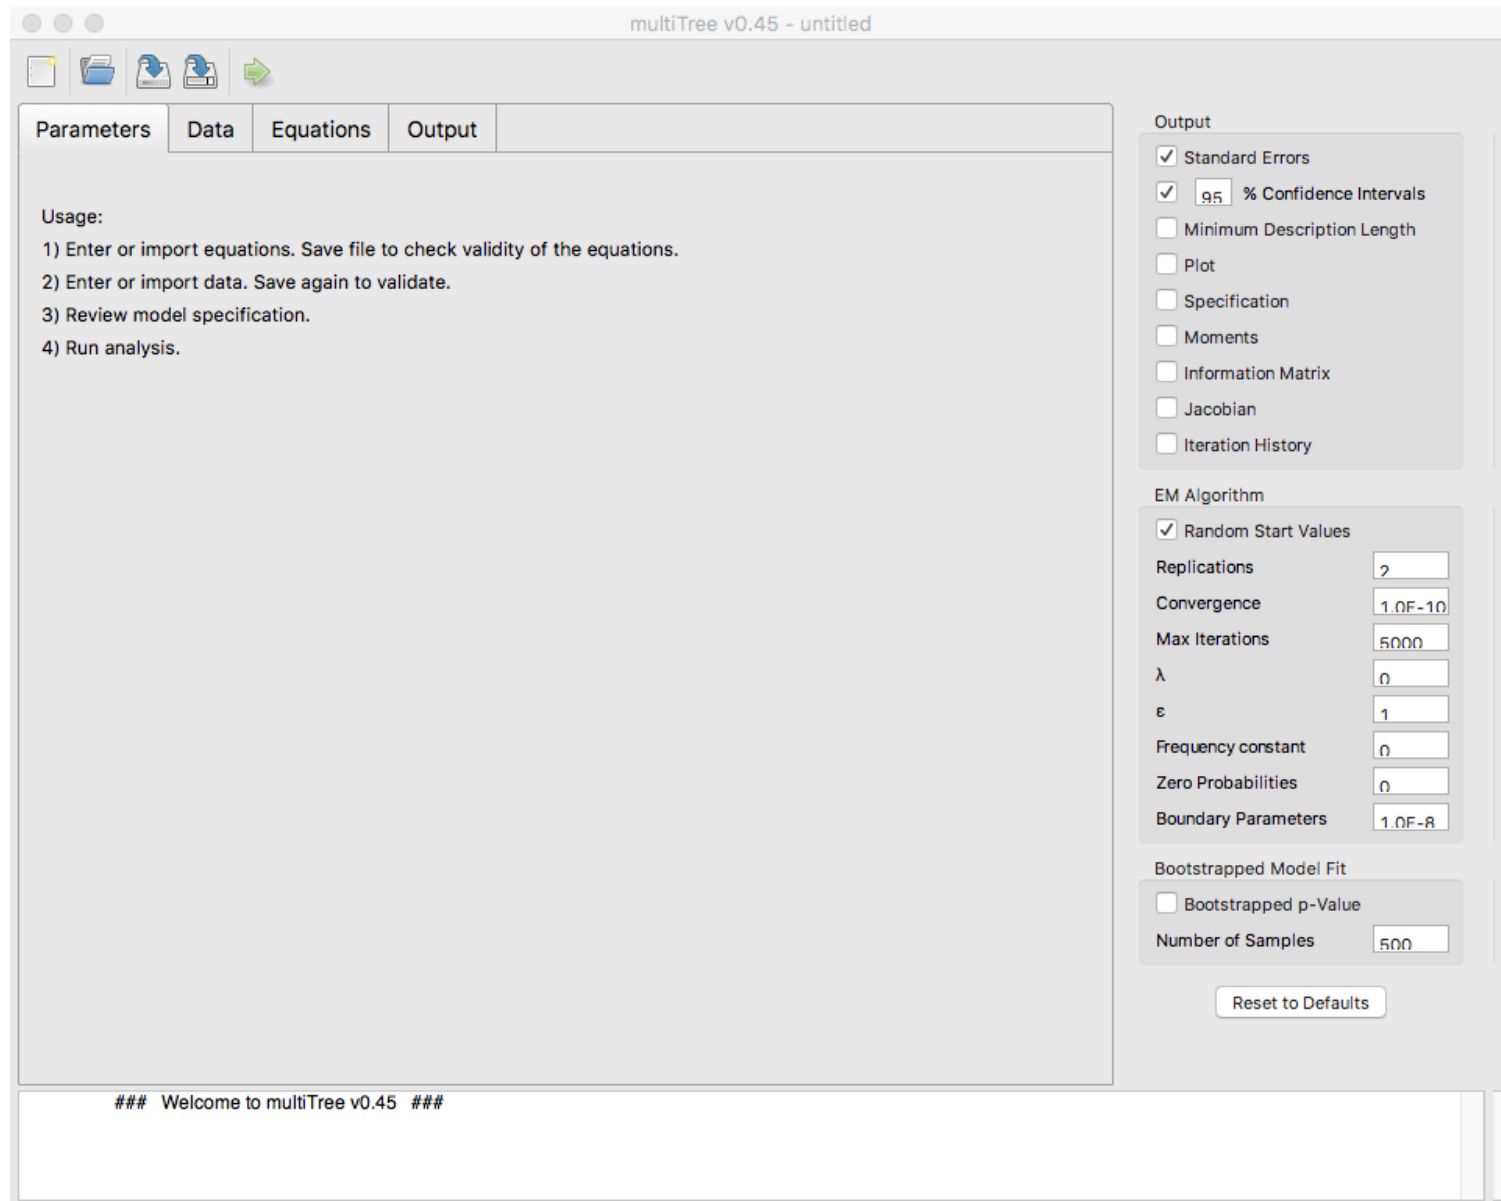 multiTree v0.45 - untitled
Parameters Data Equations Output
Usage:
1) Enter or import equations. Save file to check validity of the equations.
2) Enter or import data. Save again to validate.
3) Review model specification.
4) Run analysis.
Output
Standard Errors
95 % Confidence Intervals
Minimum Description Length
Plot
Specification
Moments
Information Matrix
Jacobian
Iteration History
EM Algorithm
Random Start Values
Replications 2
Convergence 1.0E-10
Max Iterations 5000
λ 0
ε 1
Frequency constant 0
Zero Probabilities 0
Boundary Parameters 1.0E-8
Bootstrapped Model Fit
Bootstrapped p-Value
Number of Samples 500
Reset to Defaults
### Welcome to multiTree v0.45 ###